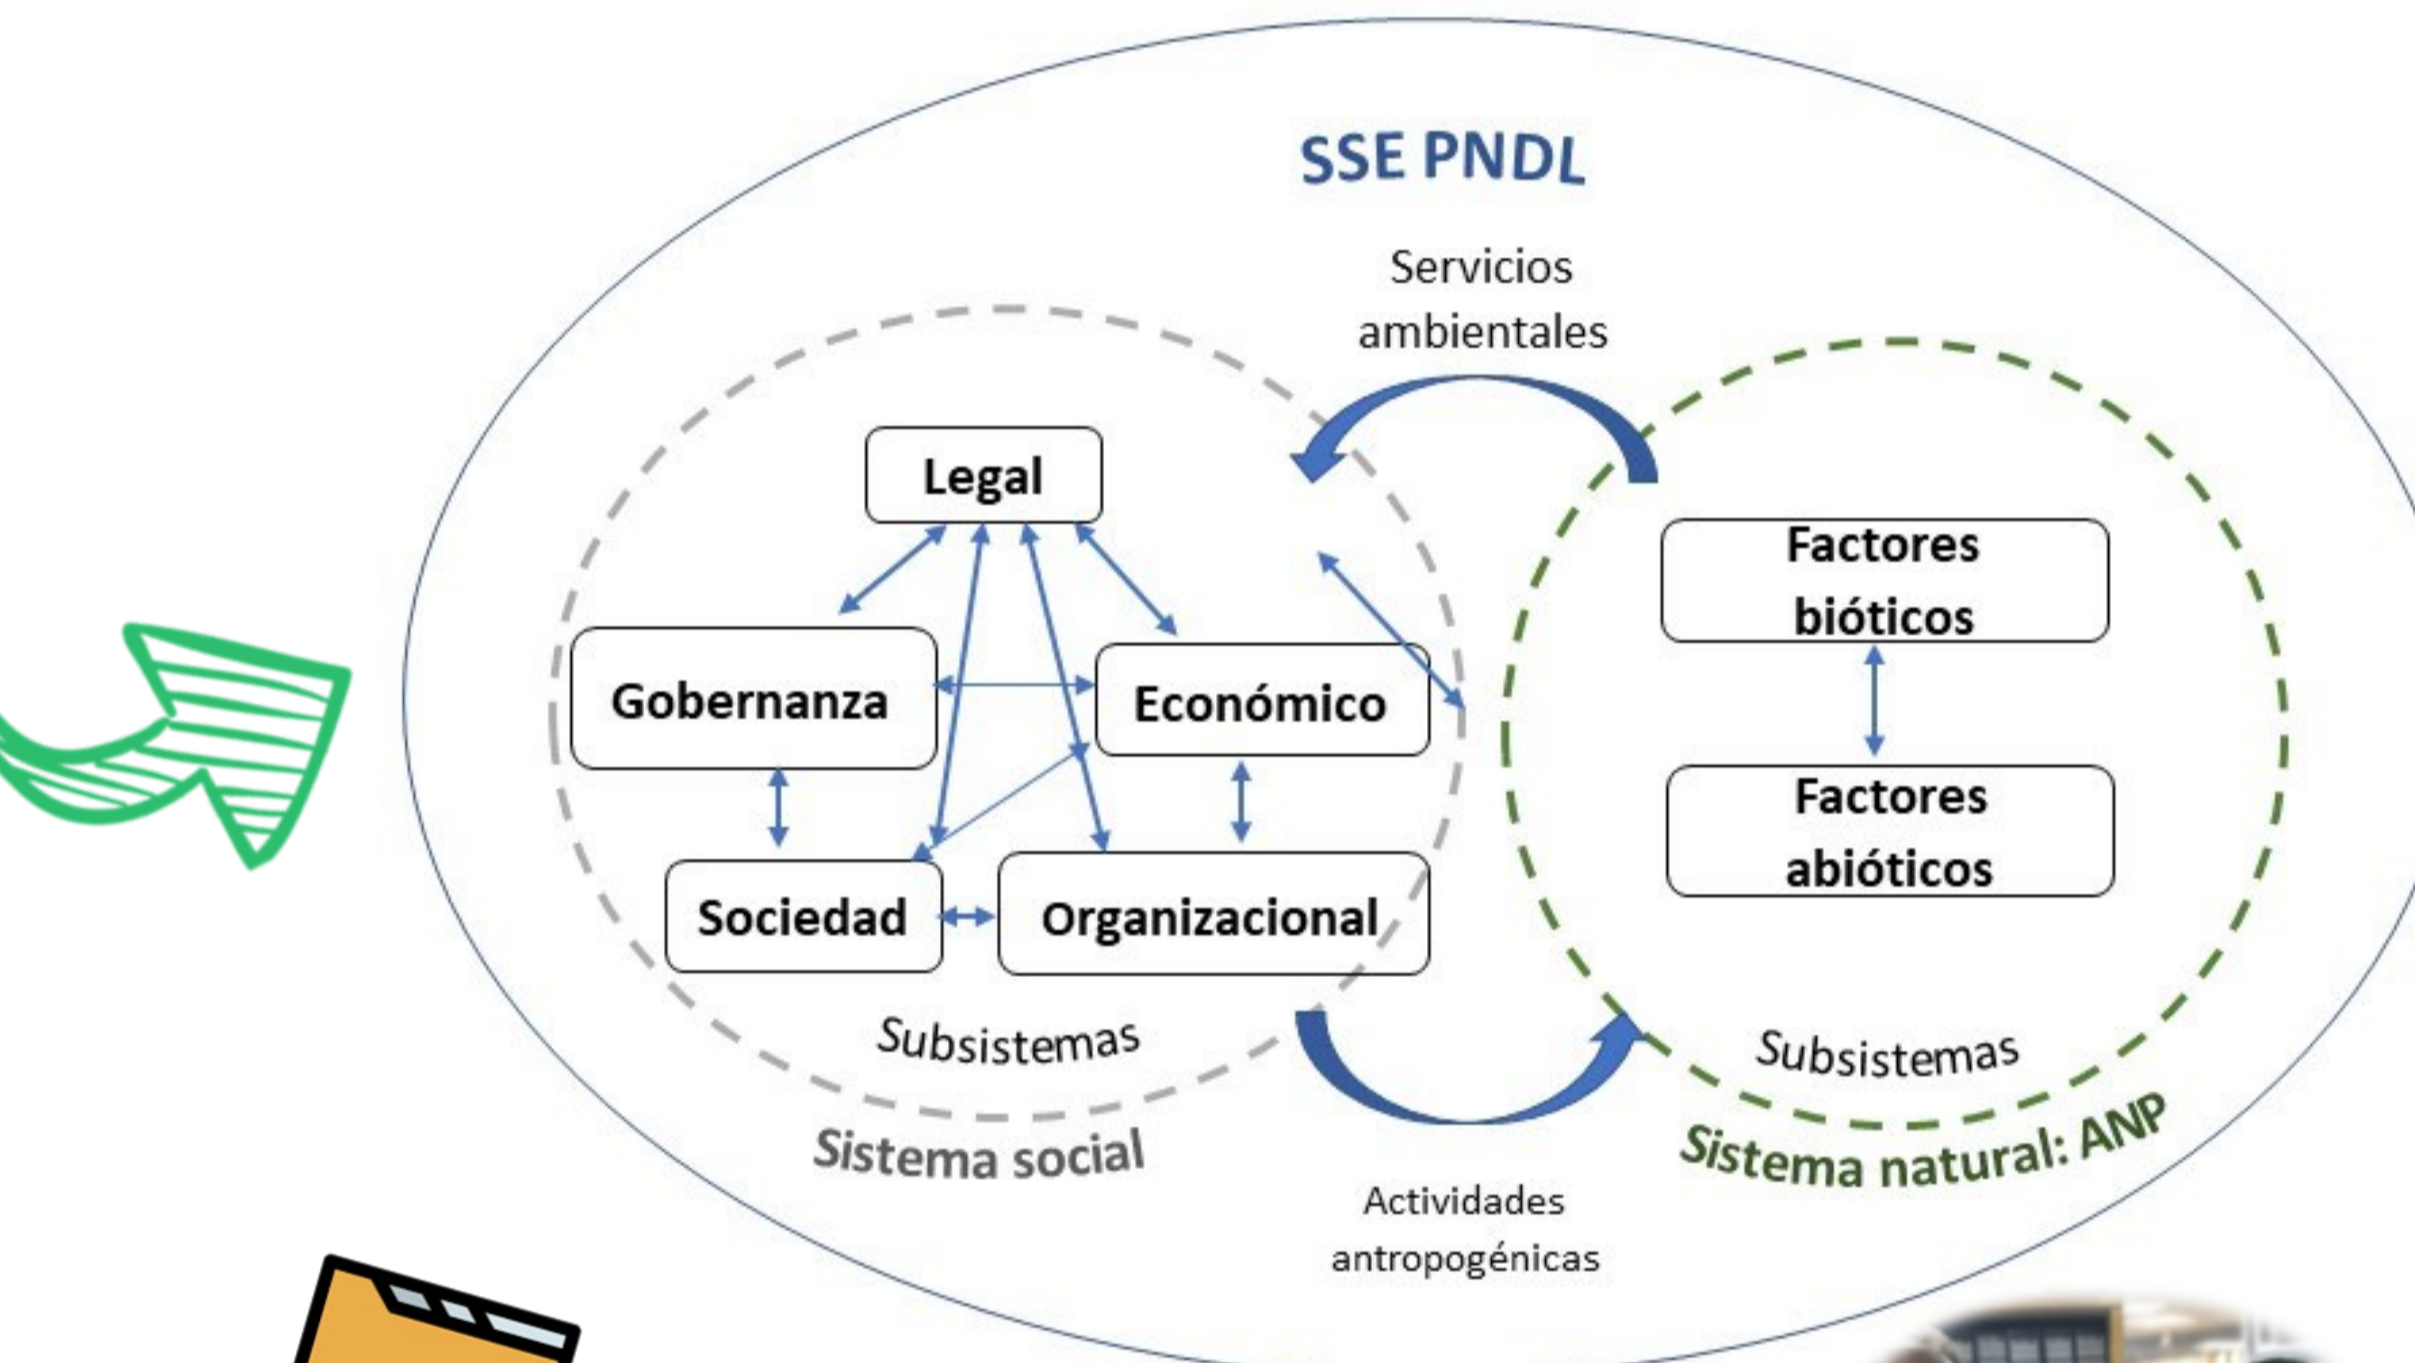 SSE PNDL
Servicios
ambientales
Legal
Gobernanza
Económico
Sociedad
Organizacional
Subsistemas
Sistema social
Factores
bióticos
Factores
abióticos
Subsistemas
Sistema natural: ANP
Actividades
antropogénicas